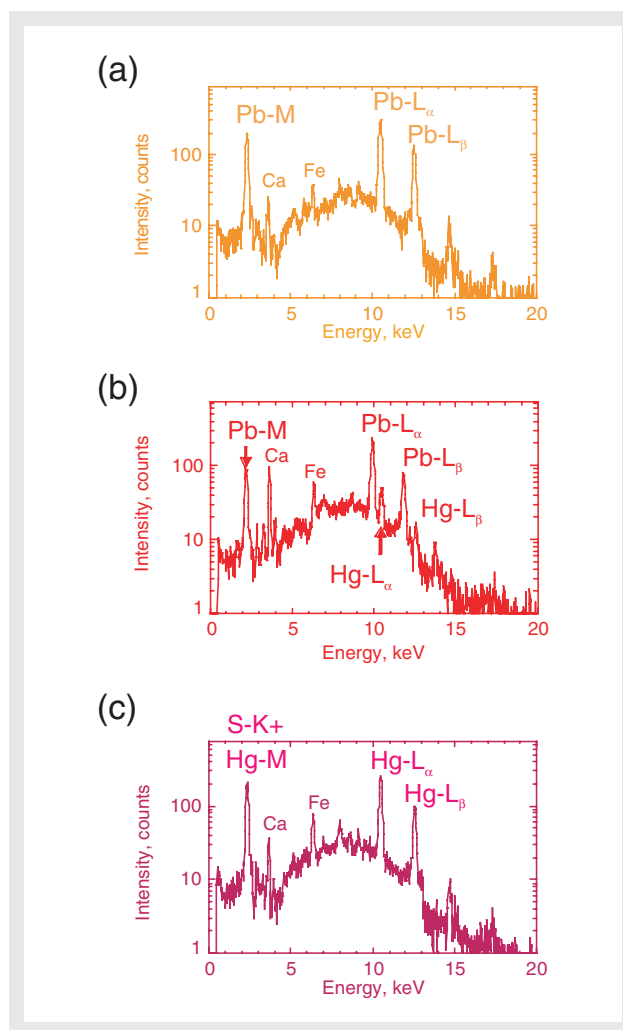 (a)
Pb-M
Ca
Fe
Pb-Lα
Pb-Lβ
Intensity, counts
100
10
1
0 5 10 15 20
Energy, keV
(b)
Pb-M
Ca
Fe
Pb-Lα
Pb-Lβ
Hg-Lβ
Hg-Lα
Intensity, counts
100
10
1
0 5 10 15 20
Energy, keV
(c)
S-K+
Hg-M
Ca
Fe
Hg-Lα
Hg-Lβ
Intensity, counts
100
10
1
0 5 10 15 20
Energy, keV